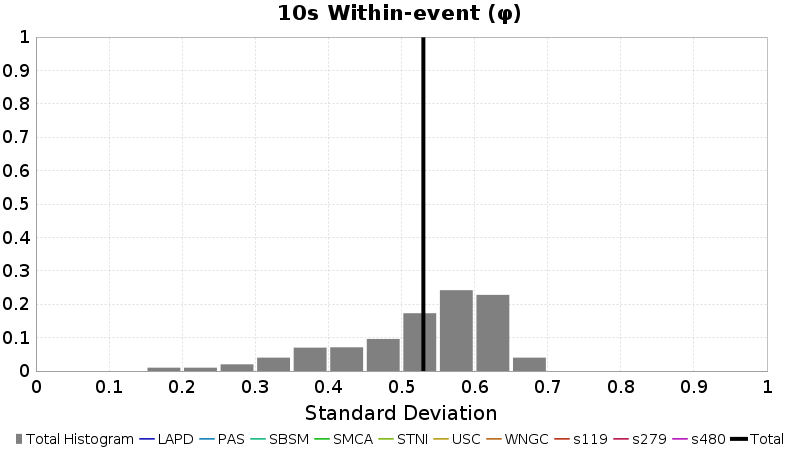 10s Within-event (φ)
1
0.9
0.8
0.7
0.6
0.5
0.4
0.3
0.2
0.1
0
0 0.1 0.2 0.3 0.4 0.5 0.6 0.7 0.8 0.9 1
Standard Deviation
Total Histogram LAPD PAS SBSM SMCA STNI USC WNGC s119 s279 s480 Total